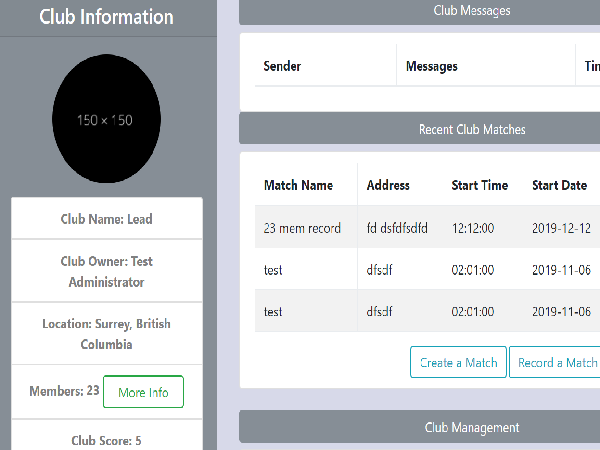 Club Information
150 × 150
Club Name: Lead
Club Owner: Test
Administrator
Location: Surrey, British
Columbia
Members: 23 More Info
Club Score: 5
Club Messages
Sender Messages
Recent Club Matches
Match Name Address Start Time Start Date
23 mem record fd dsfdfsdfd 12:12:00 2019-12-12
test dfsdf 02:01:00 2019-11-06
test dfsdf 02:01:00 2019-11-06
Create a Match Record a Match
Club Management